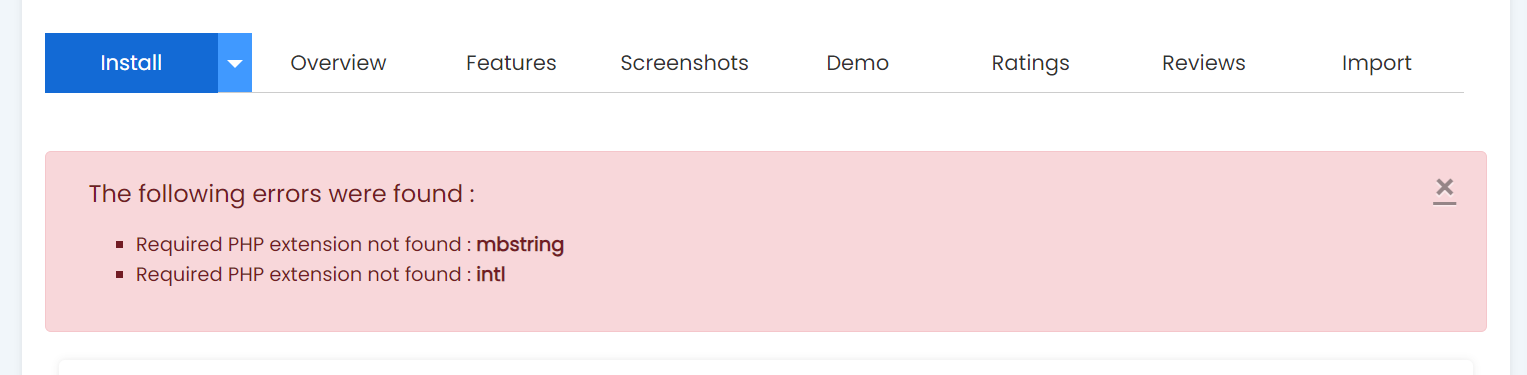 Install Overview Features Screenshots Demo Ratings Reviews Import
The following errors were found :
Required PHP extension not found : mbstring
Required PHP extension not found : intl